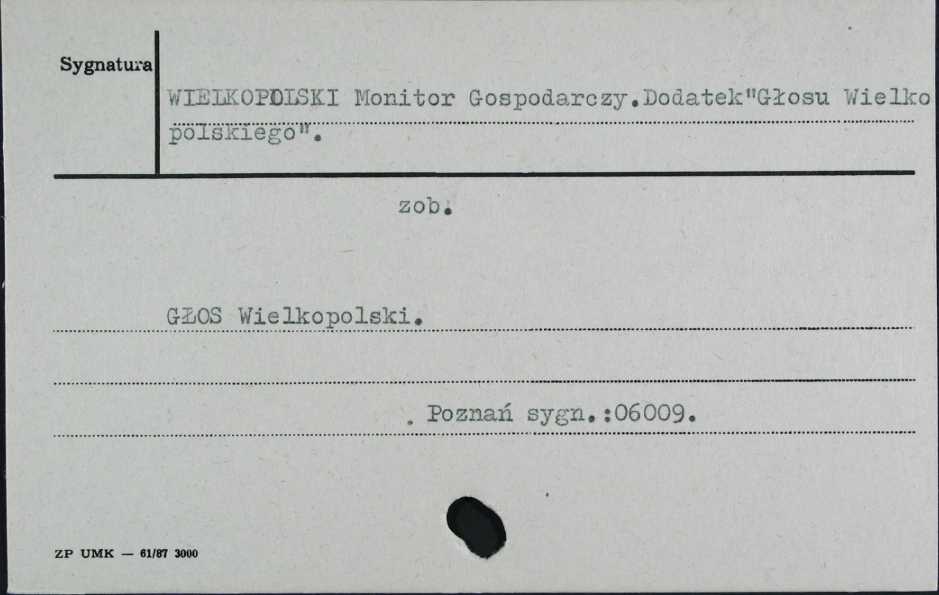 Sygnatura
WIELKOPOLSKI Monitor Gospodarczy.Dodatek"Głosu Wielko
polskiego".
zob.
GŁOS Wielkopolski.
. Poznań sygn.:06009.
ZP UMK — 61/87 3000